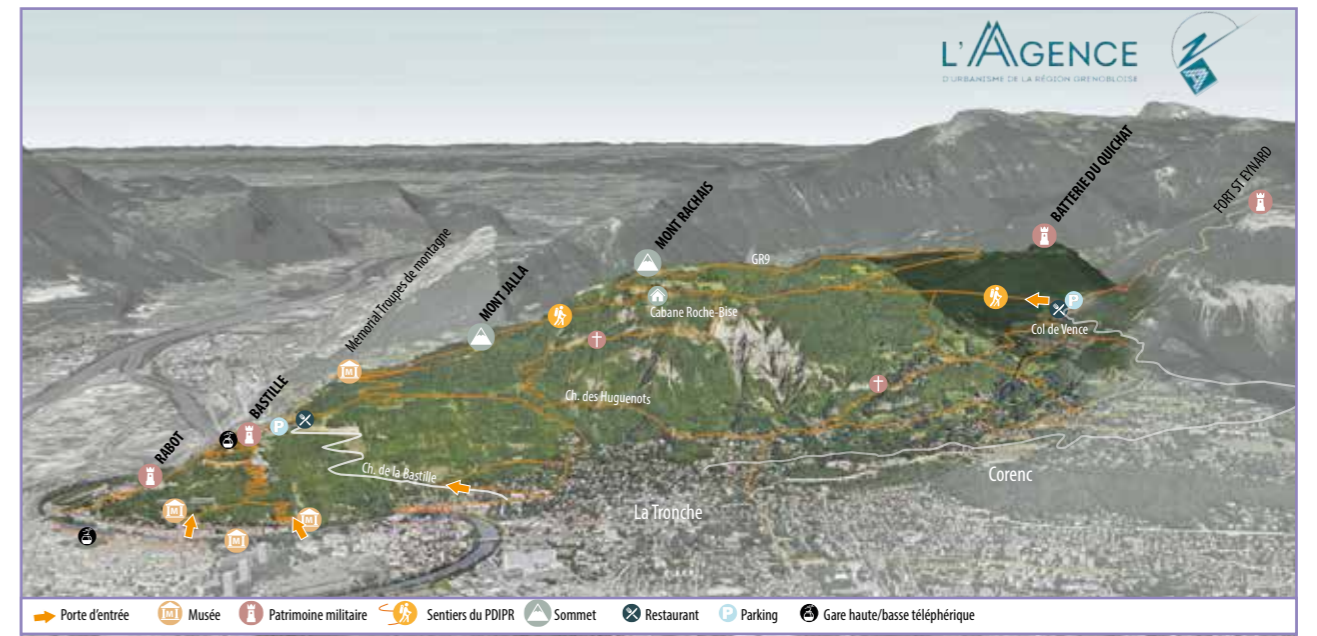 L'AGENCE
D'URBANISME DE LA RÉGION GRENOBLOISE
BATTERIE DU QUICHAT
FORT ST EYNARD
MONT RACHAIS
Mémorial Troupes de montagne
GR9
MONT JALLA
Cabane Roche-Bise
Col de Vence
BASTILLE
Ch. des Huguenots
RABOT
Ch. de la Bastille
Corenc
La Tronche
P
P
M
M
M
M
Porte d'entrée
M Musée
Patrimoine militaire
Sentiers du PDIPR
Sommet
Restaurant
P Parking
Gare haute/basse téléphérique